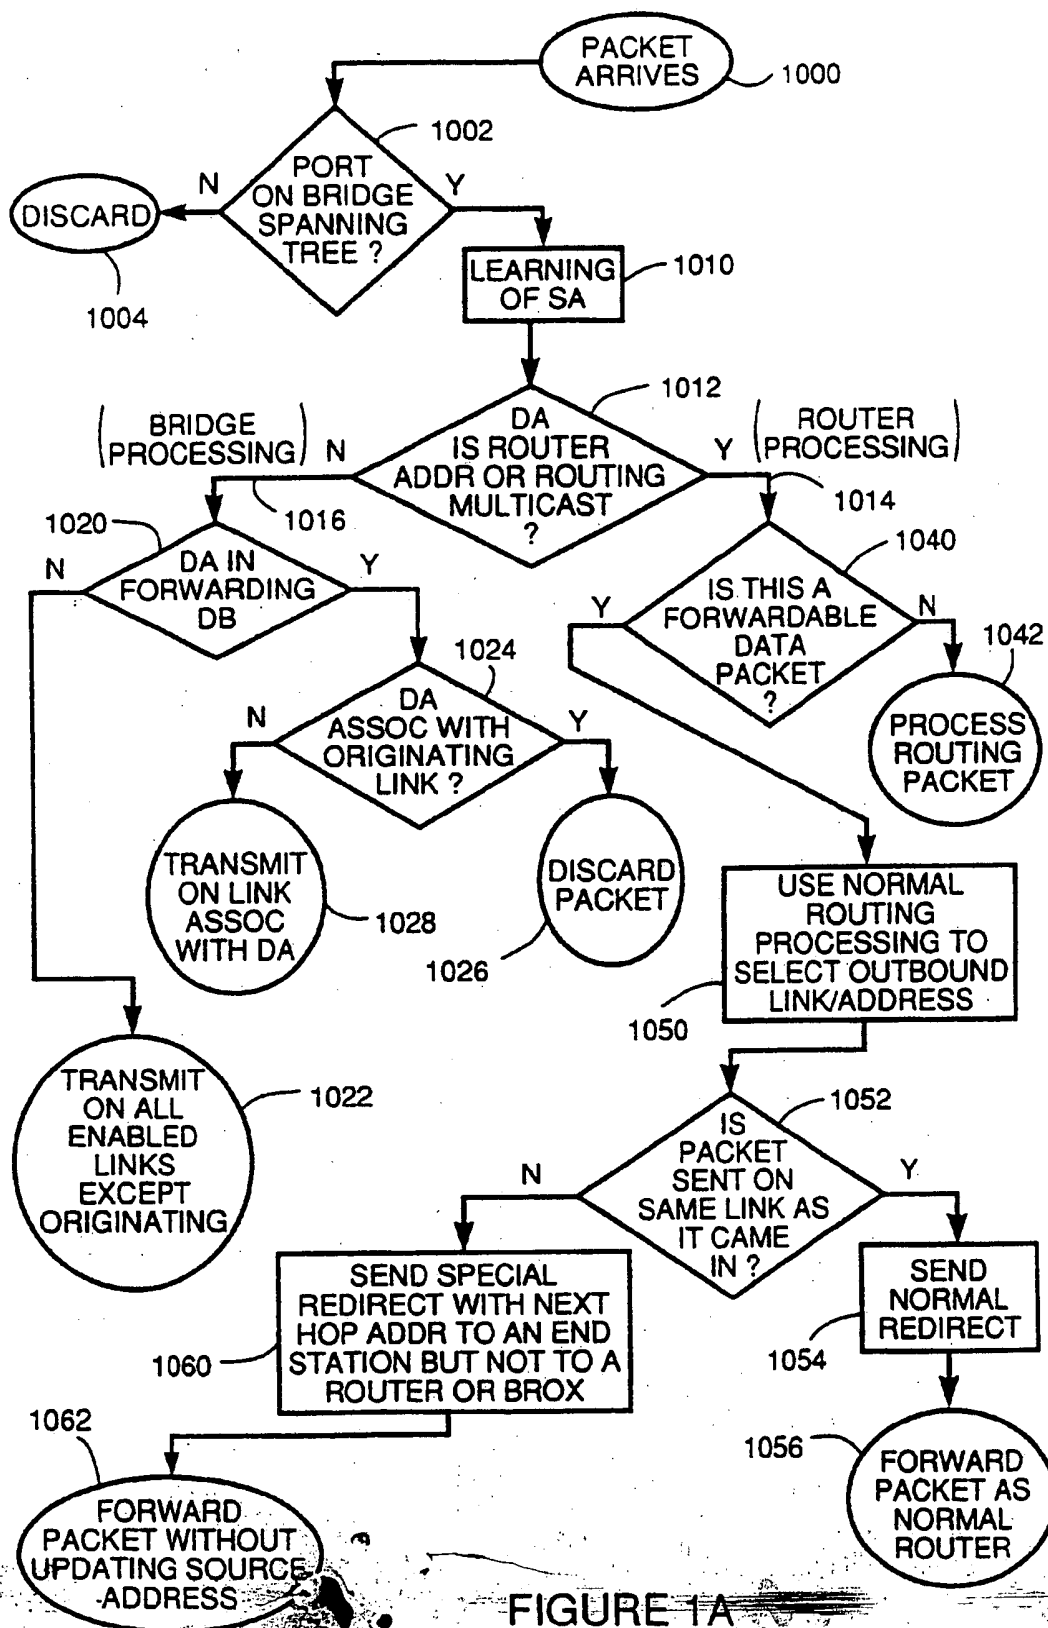 PACKET
ARRIVES
1000
1002
PORT
ON BRIDGE
SPANNING
TREE ?
N
Y
DISCARD
1004
LEARNING
OF SA
1010
1012
DA
IS ROUTER
ADDR OR ROUTING
MULTICAST
?
(BRIDGE
PROCESSING)
N
Y
(ROUTER
PROCESSING)
1016
1014
1020
DA IN
FORWARDING
DB
N
Y
1040
IS THIS A
FORWARDABLE
DATA
PACKET
?
Y
N
1042
PROCESS
ROUTING
PACKET
1024
DA
ASSOC WITH
ORIGINATING
LINK ?
N
Y
TRANSMIT
ON LINK
ASSOC
WITH DA
1028
DISCARD
PACKET
1026
USE NORMAL
ROUTING
PROCESSING TO
SELECT OUTBOUND
LINK/ADDRESS
1050
TRANSMIT
ON ALL
ENABLED
LINKS
EXCEPT
ORIGINATING
1022
1052
IS
PACKET
SENT ON
SAME LINK AS
IT CAME
IN ?
N
Y
SEND SPECIAL
REDIRECT WITH NEXT
HOP ADDR TO AN END
STATION BUT NOT TO A
ROUTER OR BROX
1060
SEND
NORMAL
REDIRECT
1054
1062
FORWARD
PACKET WITHOUT
UPDATING SOURCE
ADDRESS
1056
FORWARD
PACKET AS
NORMAL
ROUTER
FIGURE 1A